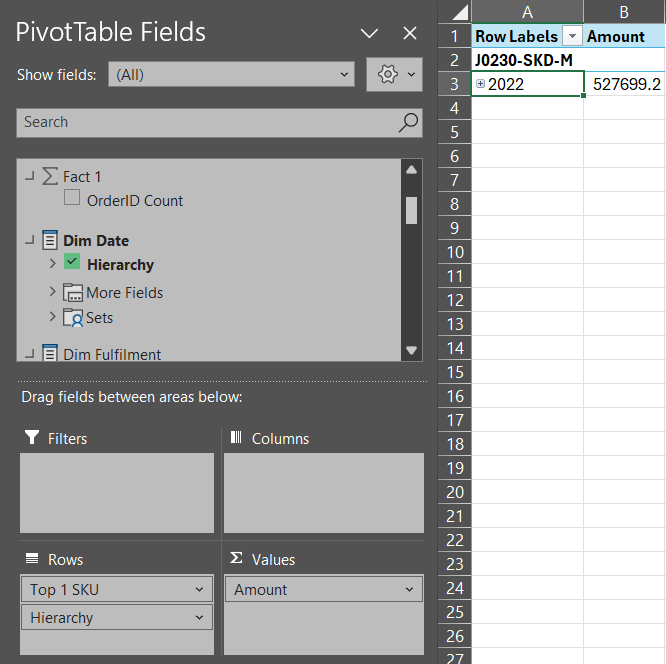 PivotTable Fields
Show fields: (All)
Search
Fact 1
OrderID Count
Dim Date
Hierarchy
More Fields
Sets
Dim Fulfilment
Drag fields between areas below:
Filters
Columns
Rows
Values
Top 1 SKU
Amount
Hierarchy
A B
1 Row Labels Amount
2 J0230-SKD-M
3 2022 527699.2
4
5
6
7
8
9
10
11
12
13
14
15
16
17
18
19
20
21
22
23
24
25
26
27